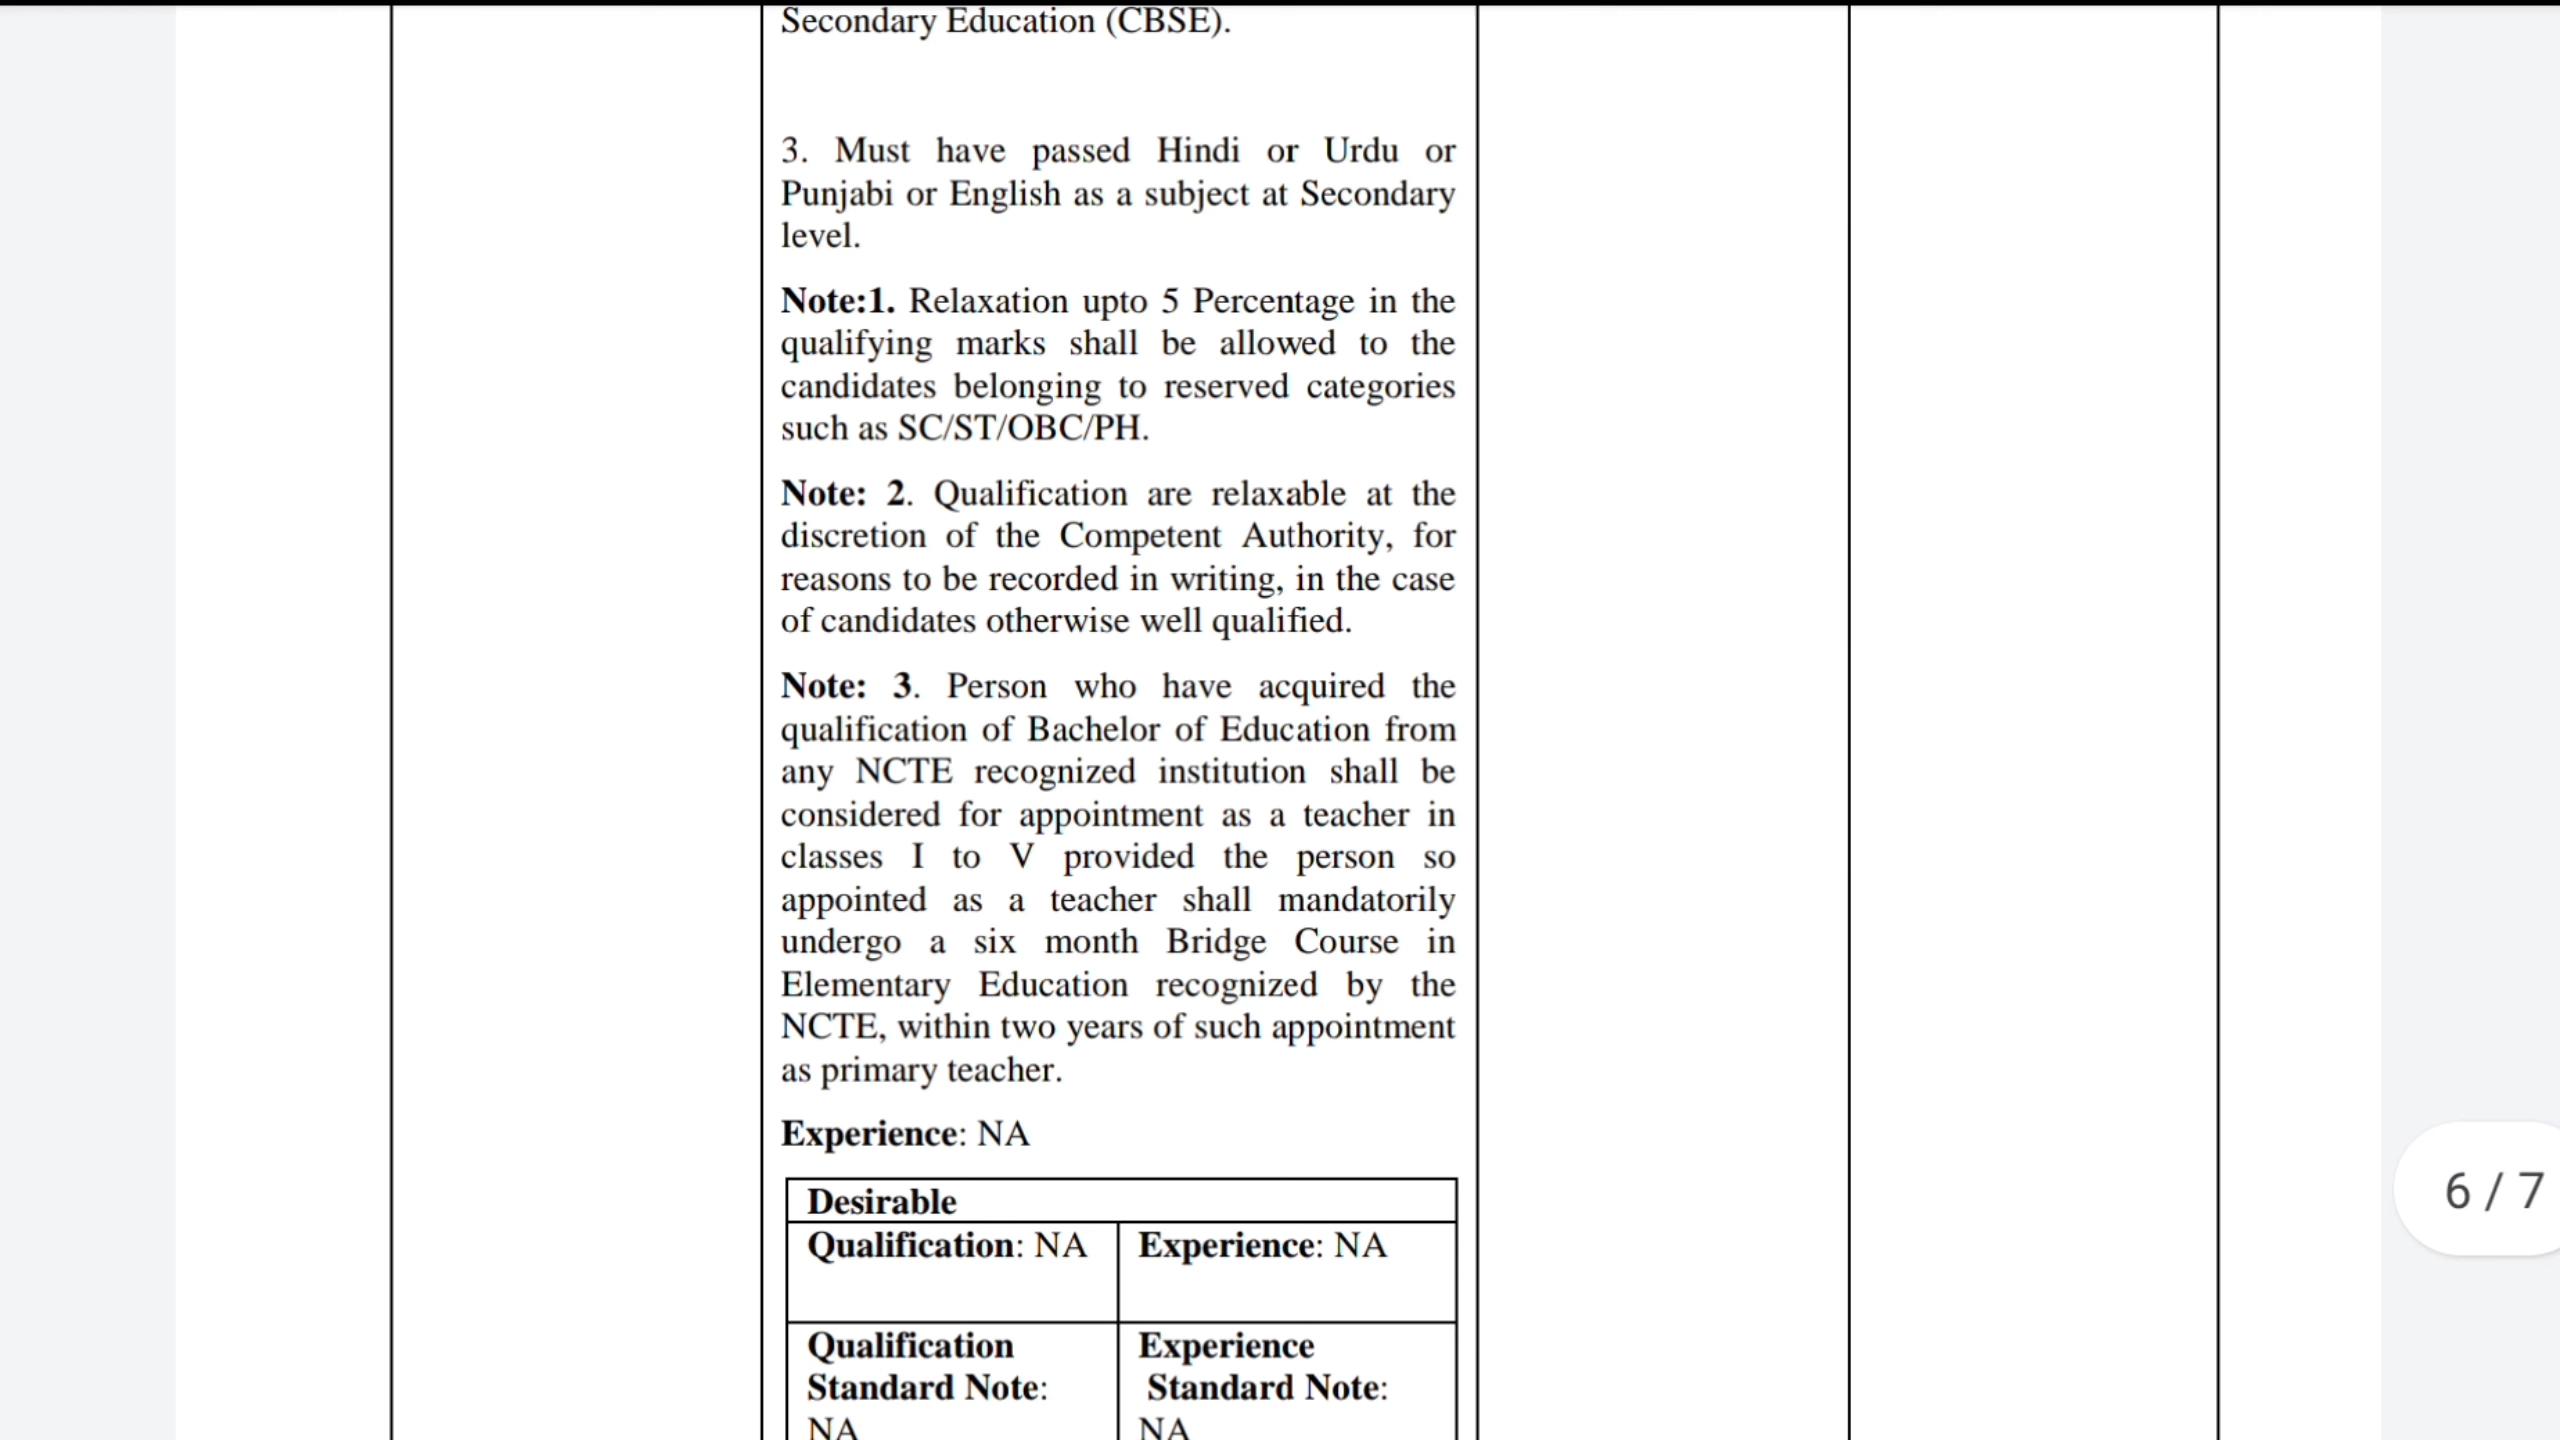 Secondary Education (CBSE).
3. Must have passed Hindi or Urdu or
Punjabi or English as a subject at Secondary
level.
Note:1. Relaxation upto 5 Percentage in the
qualifying marks shall be allowed to the
candidates belonging to reserved categories
such as SC/ST/OBC/PH.
Note: 2. Qualification are relaxable at the
discretion of the Competent Authority, for
reasons to be recorded in writing, in the case
of candidates otherwise well qualified.
Note: 3. Person who have acquired the
qualification of Bachelor of Education from
any NCTE recognized institution shall be
considered for appointment as a teacher in
classes I to V provided the person so
appointed as a teacher shall mandatorily
undergo a six month Bridge Course in
Elementary Education recognized by the
NCTE, within two years of such appointment
as primary teacher.
Experience: NA
Desirable
Qualification: NA Experience: NA
Qualification Experience
Standard Note: Standard Note:
NA NA
6 / 7